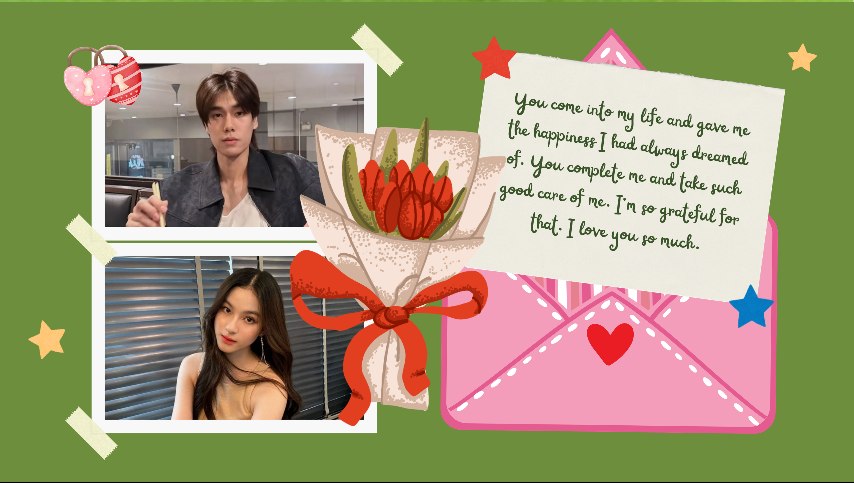 You come into my life and gave me
the happiness I had always dreamed
of. You complete me and take such
good care of me. I'm so grateful for
that. I love you so much.